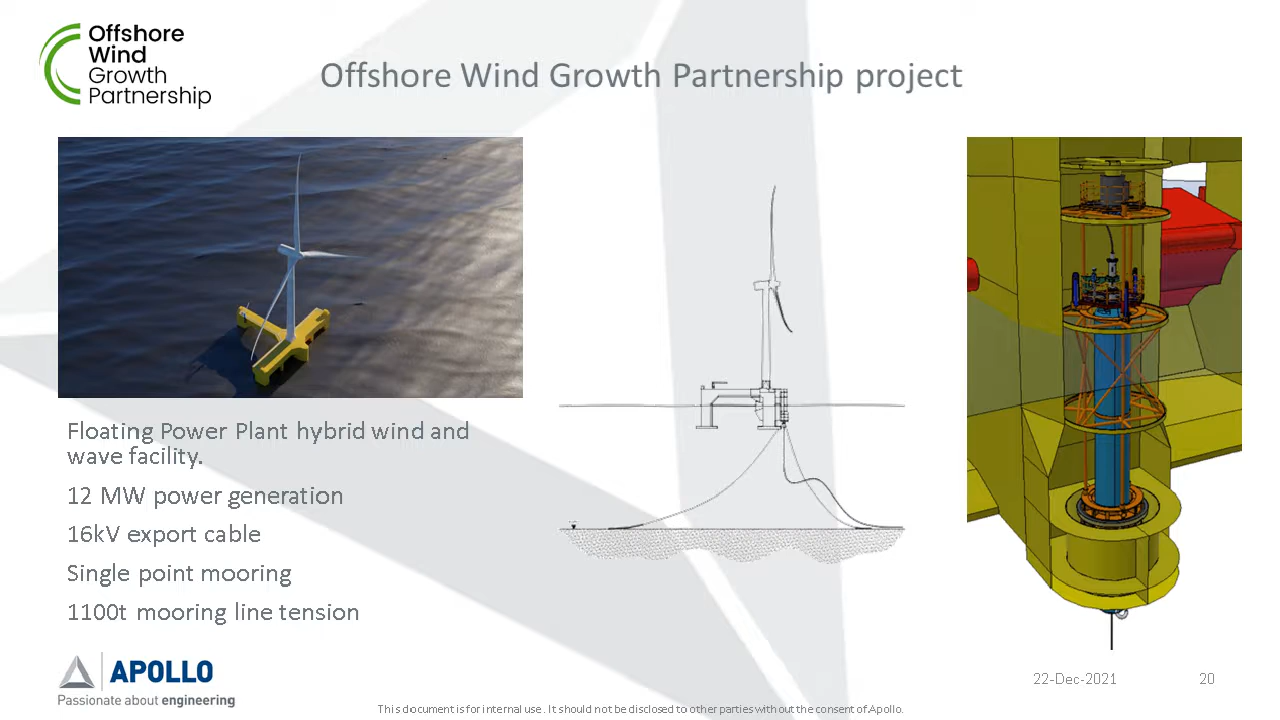 Offshore
Wind
Growth
Partnership
Offshore Wind Growth Partnership project
Floating Power Plant hybrid wind and
wave facility.
12 MW power generation
16kV export cable
Single point mooring
1100t mooring line tension
APOLLO
Passionate about engineering
22-Dec-2021
20
This document is for internal use. It should not be disclosed to other parties without the consent of Apollo.